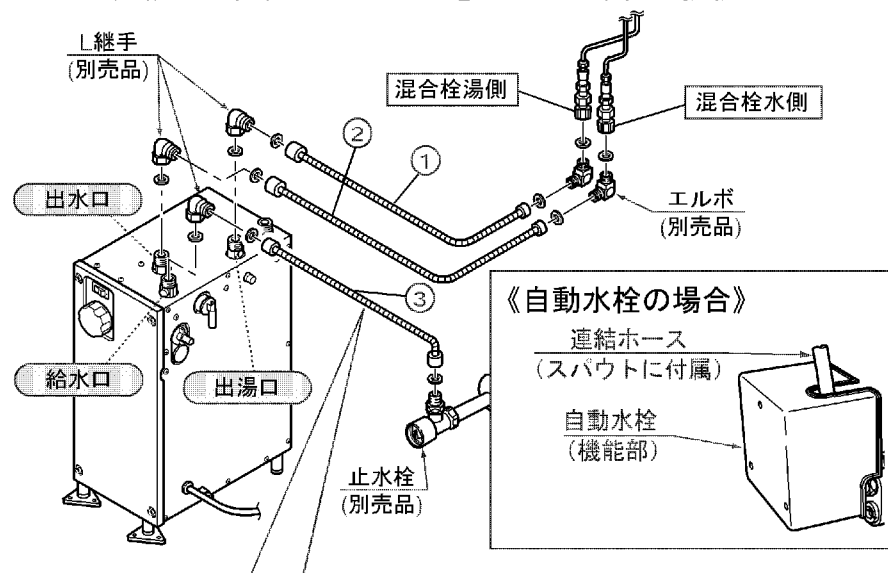 L継手
(別売品)
混合栓湯側
混合栓水側
②
①
出水口
エルボ
(別売品)
③
《自動水栓の場合》
連結ホース
(スパウトに付属)
給水口
出湯口
自動水栓
(機能部)
止水栓
(別売品)